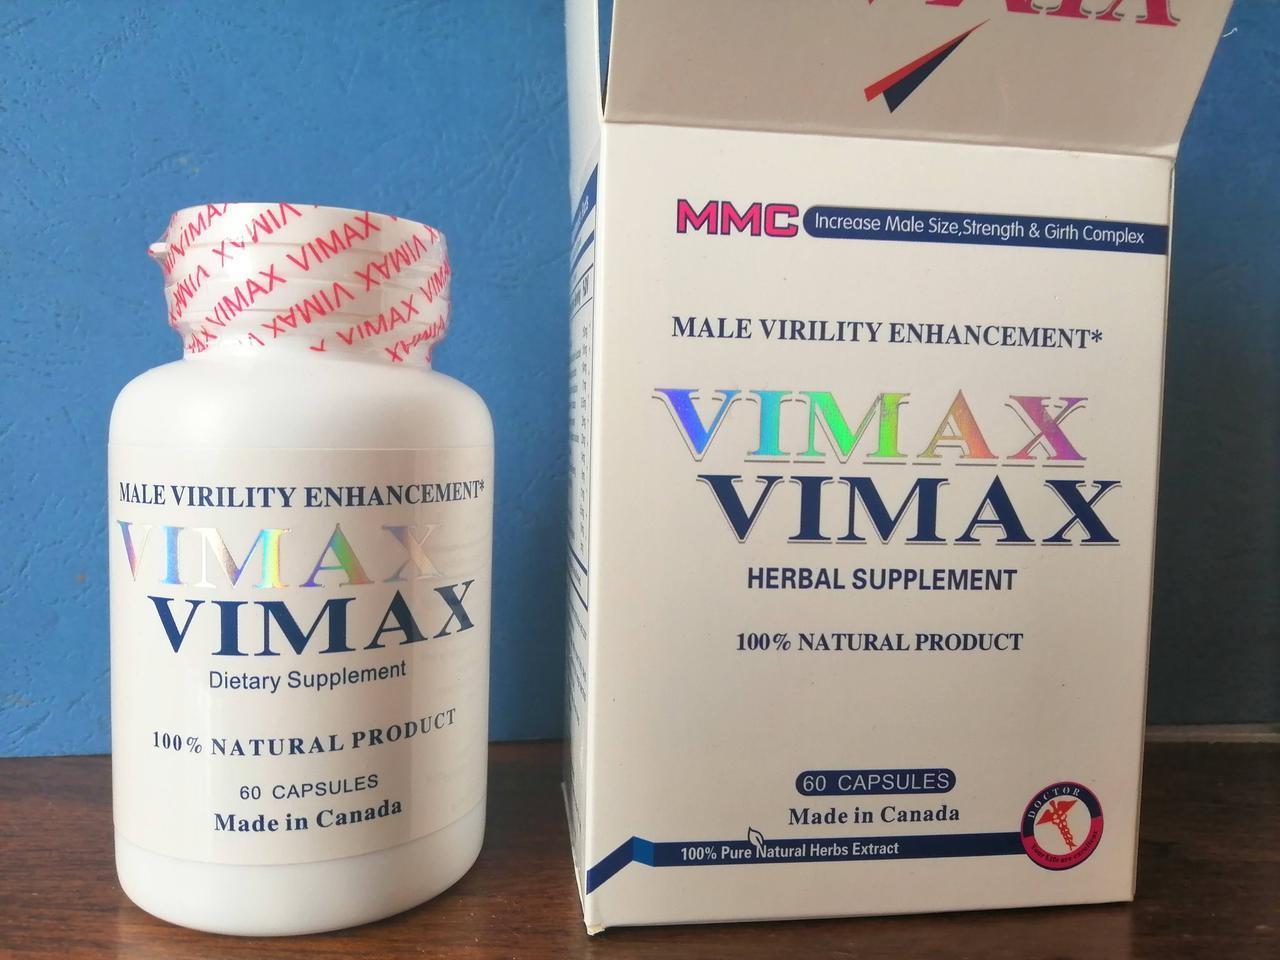 VIMAX VIMAX VIMAX
MALE VIRILITY ENHANCEMENT*
VIMAX
VIMAX
Dietary Supplement
100% NATURAL PRODUCT
60 CAPSULES
Made in Canada
MMC Increase Male Size,Strength & Girth Complex
MALE VIRILITY ENHANCEMENT*
VIMAX
VIMAX
HERBAL SUPPLEMENT
100% NATURAL PRODUCT
60 CAPSULES
Made in Canada
DOCTOR
100% Pure Natural Herbs Extract